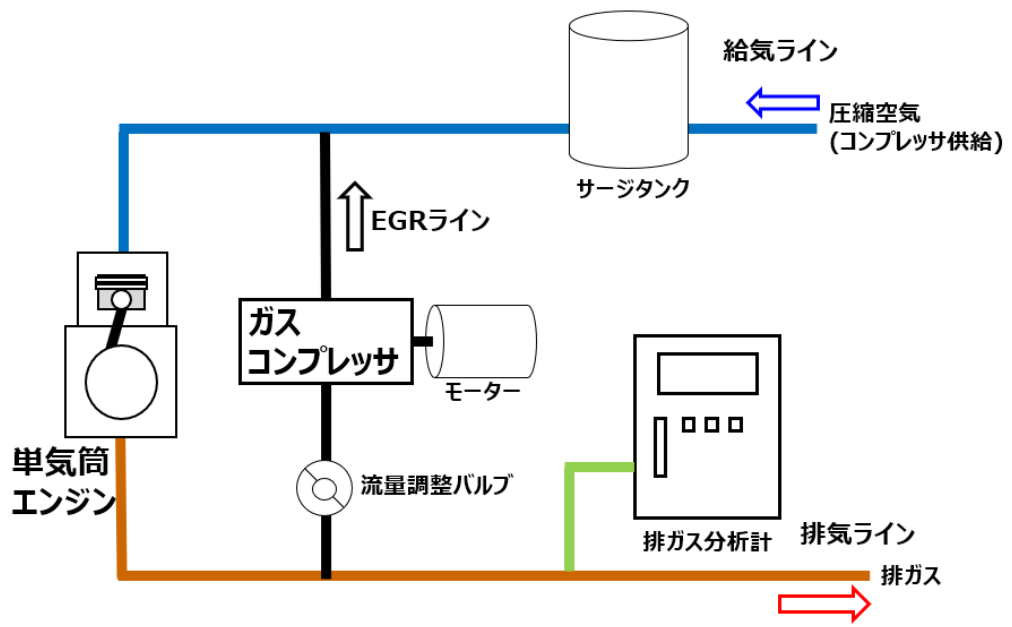 給気ライン
圧縮空気
(コンプレッサ供給)
サージタンク
EGRライン
ガス
コンプレッサ
モーター
単気筒
エンジン
流量調整バルブ
排ガス分析計
排気ライン
排ガス